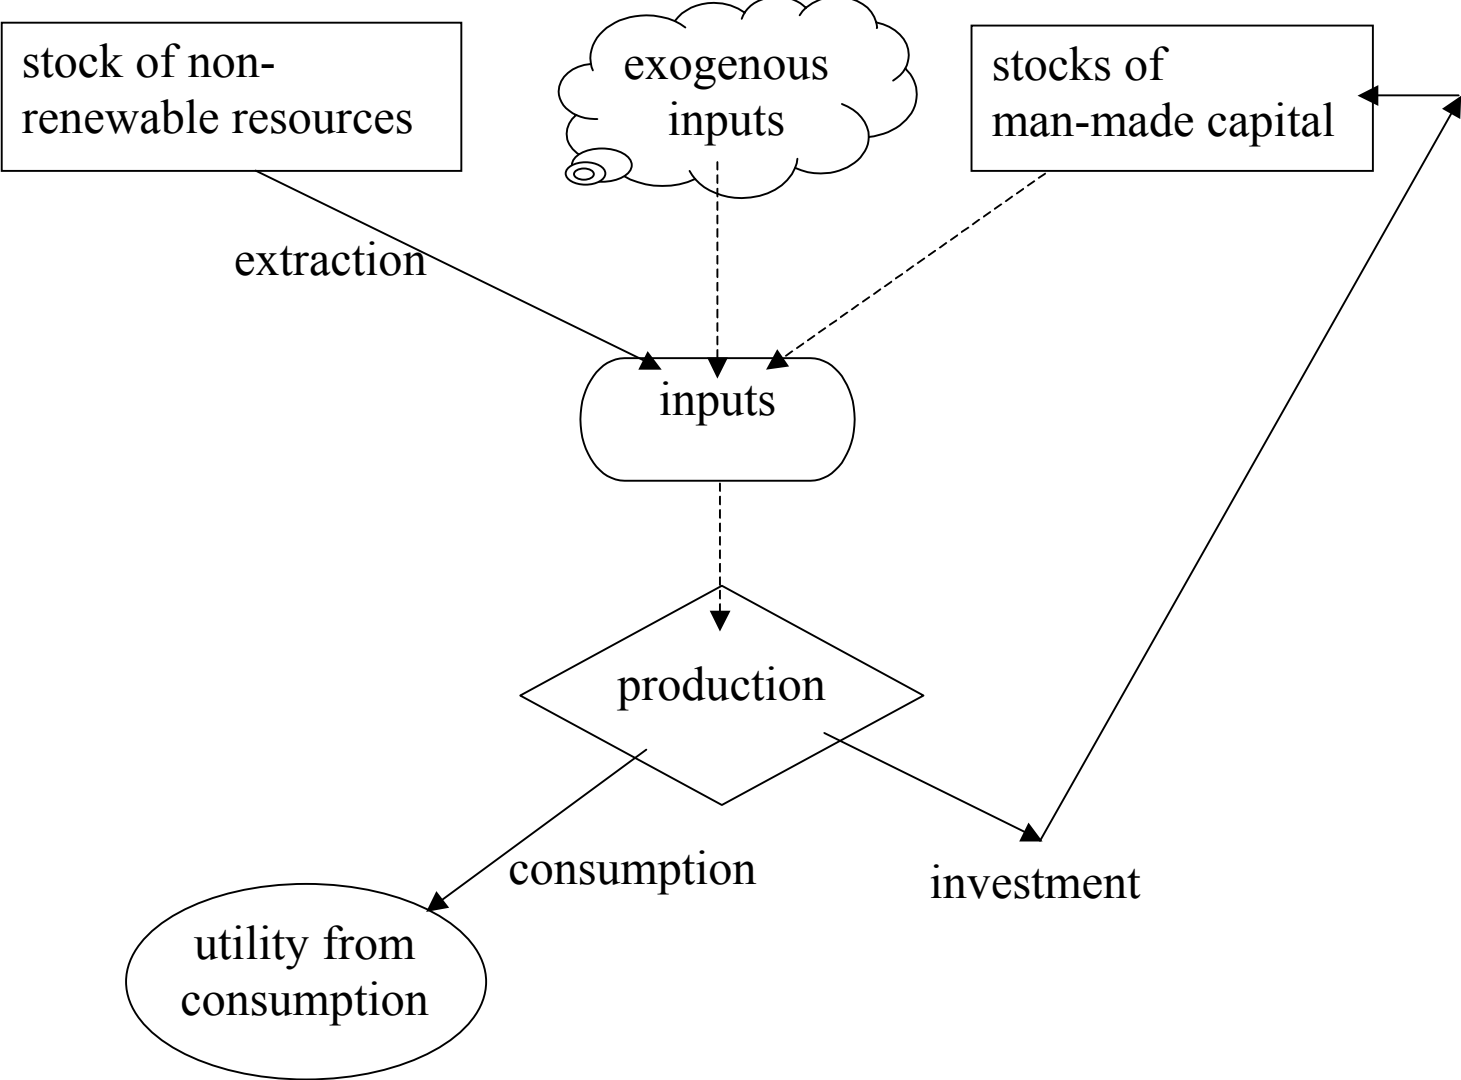 stock of non-
renewable resources
exogenous
inputs
stocks of
man-made capital
extraction
inputs
production
consumption
investment
utility from
consumption